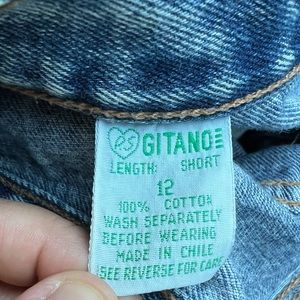 GITANO
LENGTH: SHORT
12
100% COTTON
WASH SEPARATELY
BEFORE WEARING
MADE IN CHILE
SEE REVERSE FOR CARE